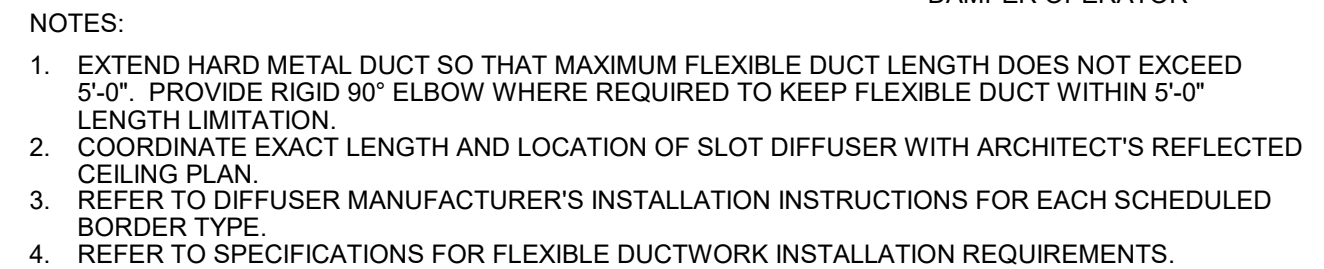 DAMPER OPERATOR
NOTES:
1. EXTEND HARD METAL DUCT SO THAT MAXIMUM FLEXIBLE DUCT LENGTH DOES NOT EXCEED
5'-0". PROVIDE RIGID 90° ELBOW WHERE REQUIRED TO KEEP FLEXIBLE DUCT WITHIN 5'-0"
LENGTH LIMITATION.
2. COORDINATE EXACT LENGTH AND LOCATION OF SLOT DIFFUSER WITH ARCHITECT'S REFLECTED
CEILING PLAN.
3. REFER TO DIFFUSER MANUFACTURER'S INSTALLATION INSTRUCTIONS FOR EACH SCHEDULED
BORDER TYPE.
4. REFER TO SPECIFICATIONS FOR FLEXIBLE DUCTWORK INSTALLATION REQUIREMENTS.